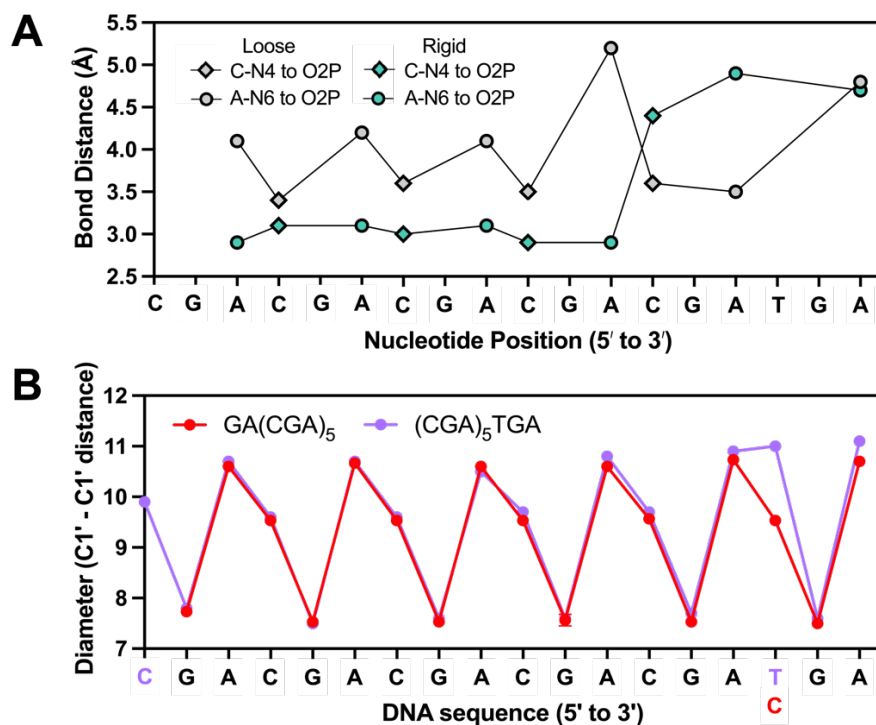 A
5.5
5.0
4.5
4.0
3.5
3.0
2.5
Bond Distance (Å)
Loose Rigid
C-N4 to O2P C-N4 to O2P
A-N6 to O2P A-N6 to O2P
C G A C G A C G A C G A C G A T G A
Nucleotide Position (5′ to 3′)
B
12
11
10
9
8
7
Diameter (C1' - C1' distance)
GA(CGA)₅ (CGA)₅TGA
C G A C G A C G A C G A C G A T G A
C
DNA sequence (5' to 3')